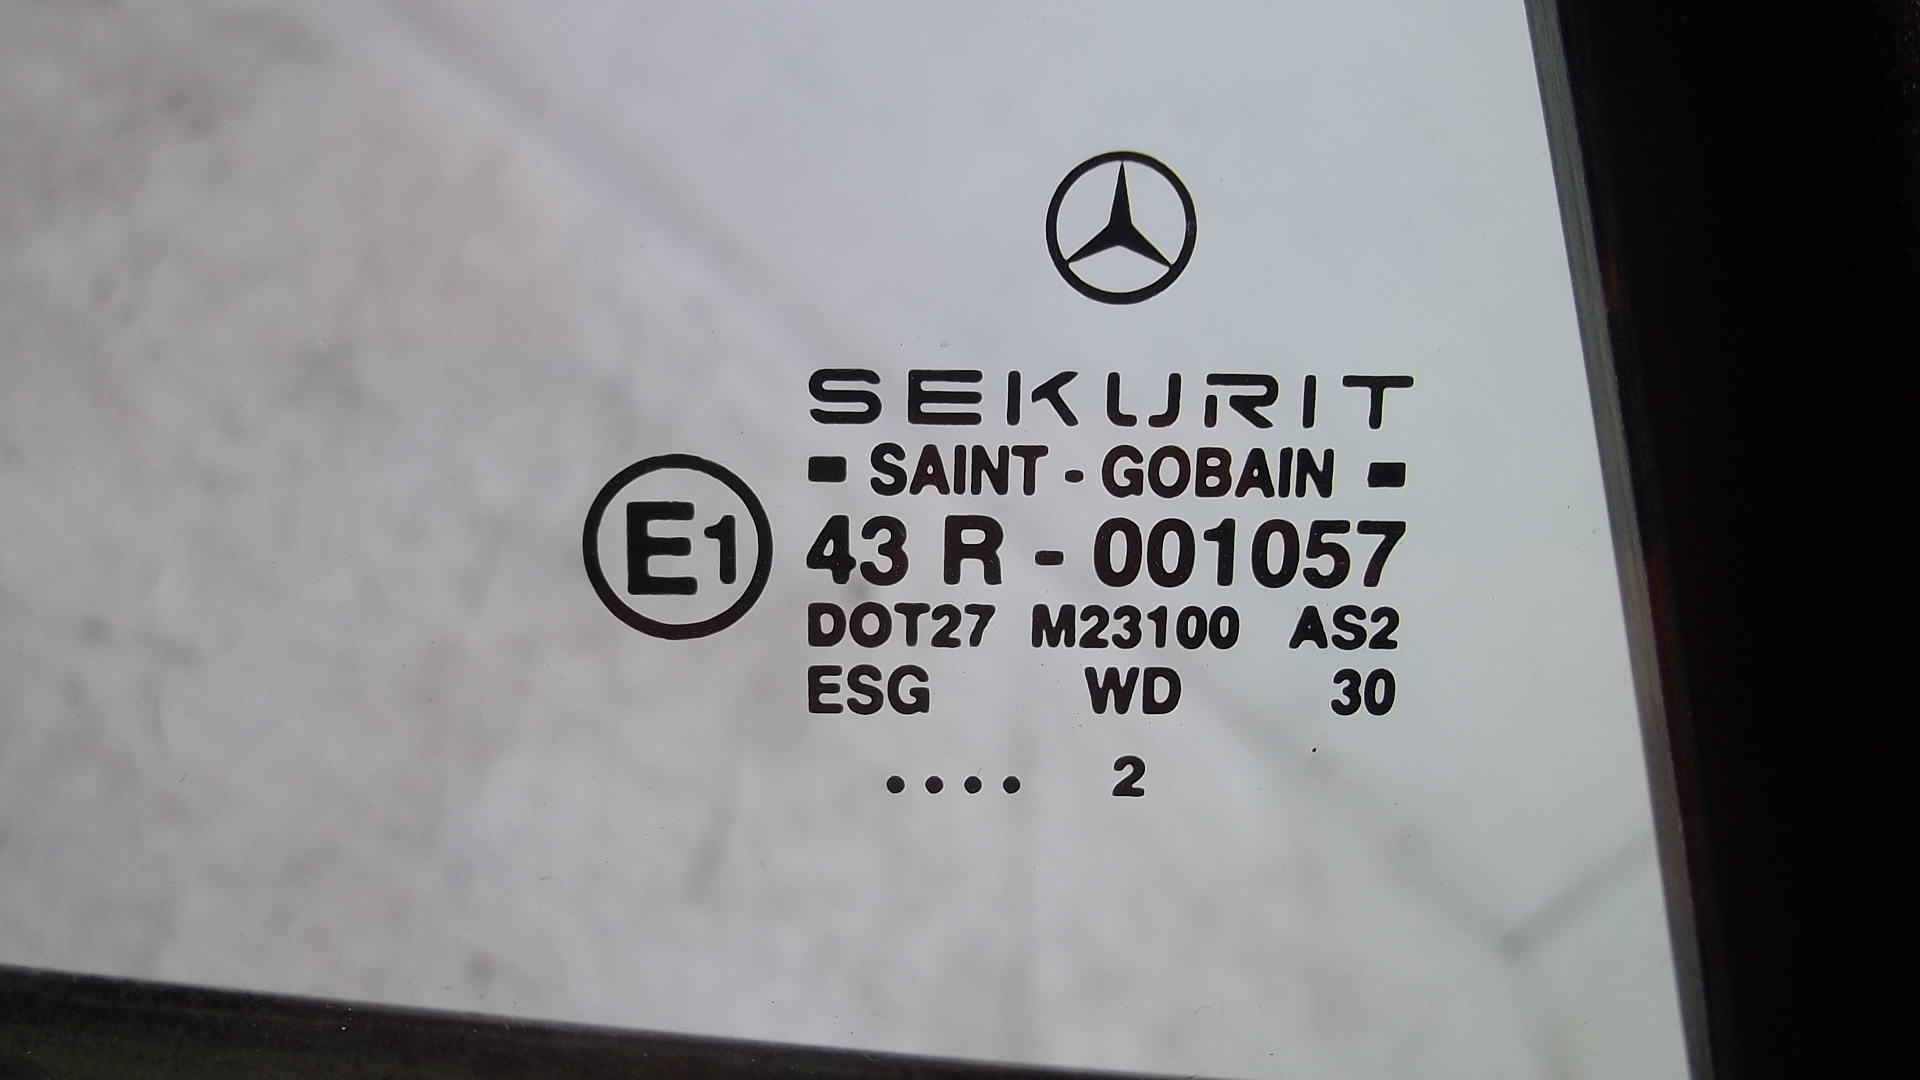 SEKURIT
- SAINT - GOBAIN -
E1 43 R - 001057
DOT27 M23100 AS2
ESG WD 30
.... 2